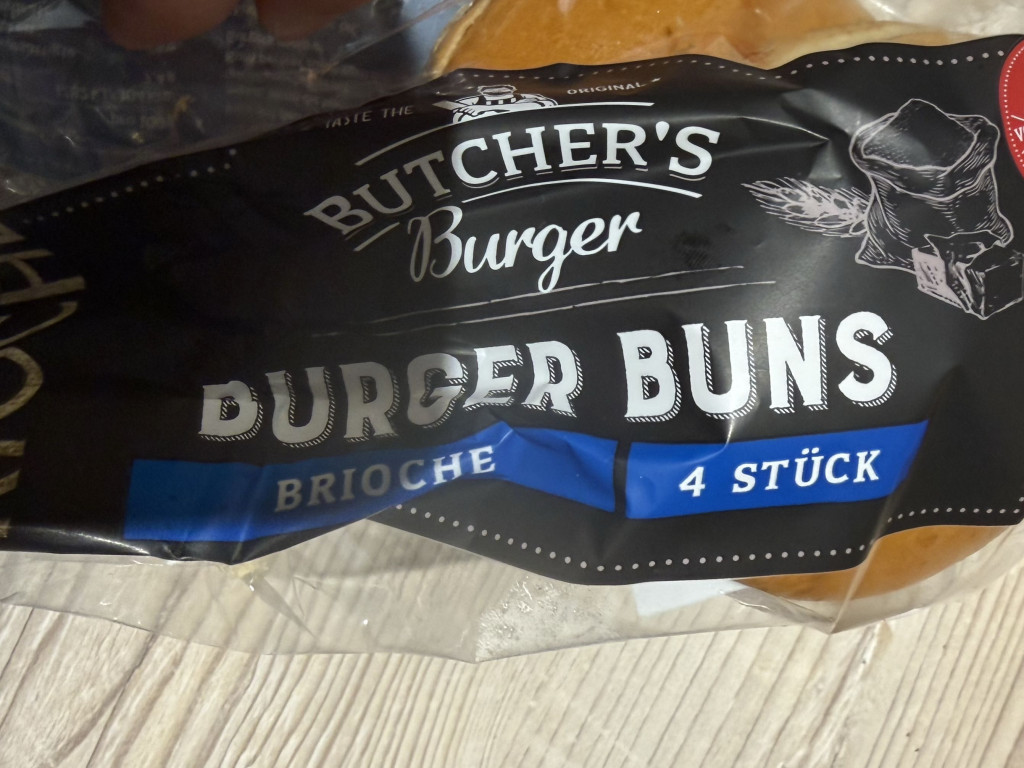 TASTE THE ORIGINAL
BUTCHER'S
Burger
BURGER BUNS
BRIOCHE
4 STÜCK